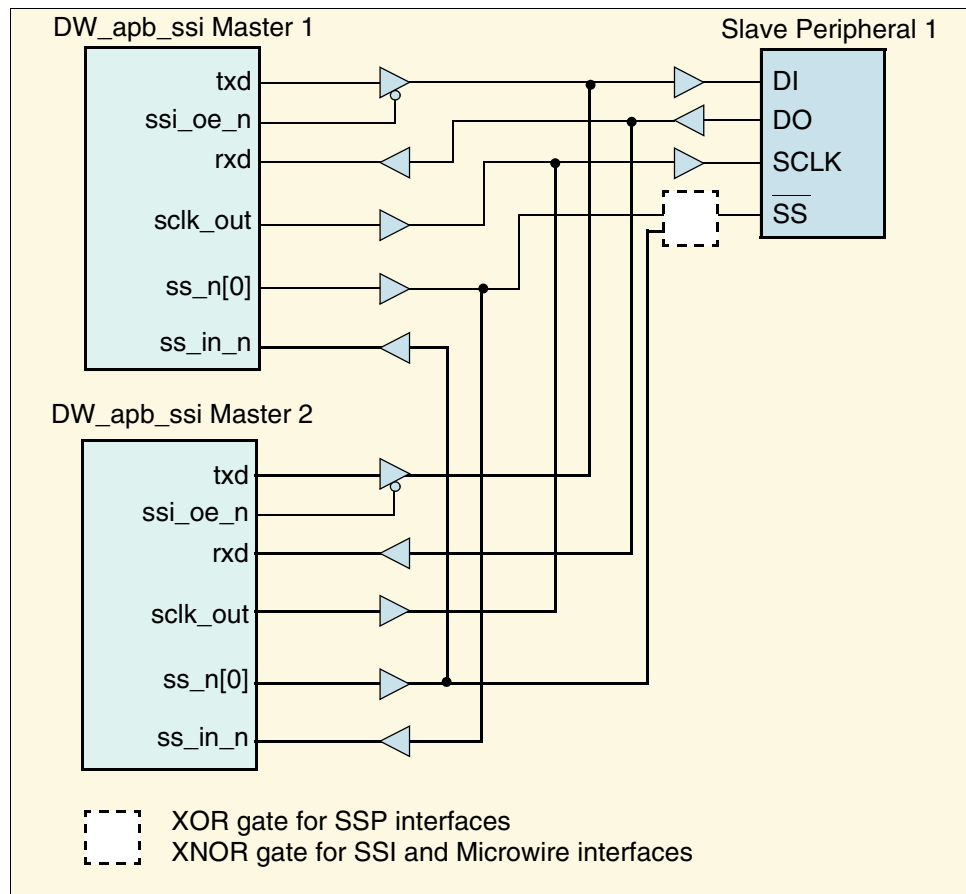 DW_apb_ssi Master 1
Slave Peripheral 1
txd
ssi_oe_n
rxd
sclk_out
ss_n[0]
ss_in_n
DI
DO
SCLK
SS
DW_apb_ssi Master 2
txd
ssi_oe_n
rxd
sclk_out
ss_n[0]
ss_in_n
XOR gate for SSP interfaces
XNOR gate for SSI and Microwire interfaces